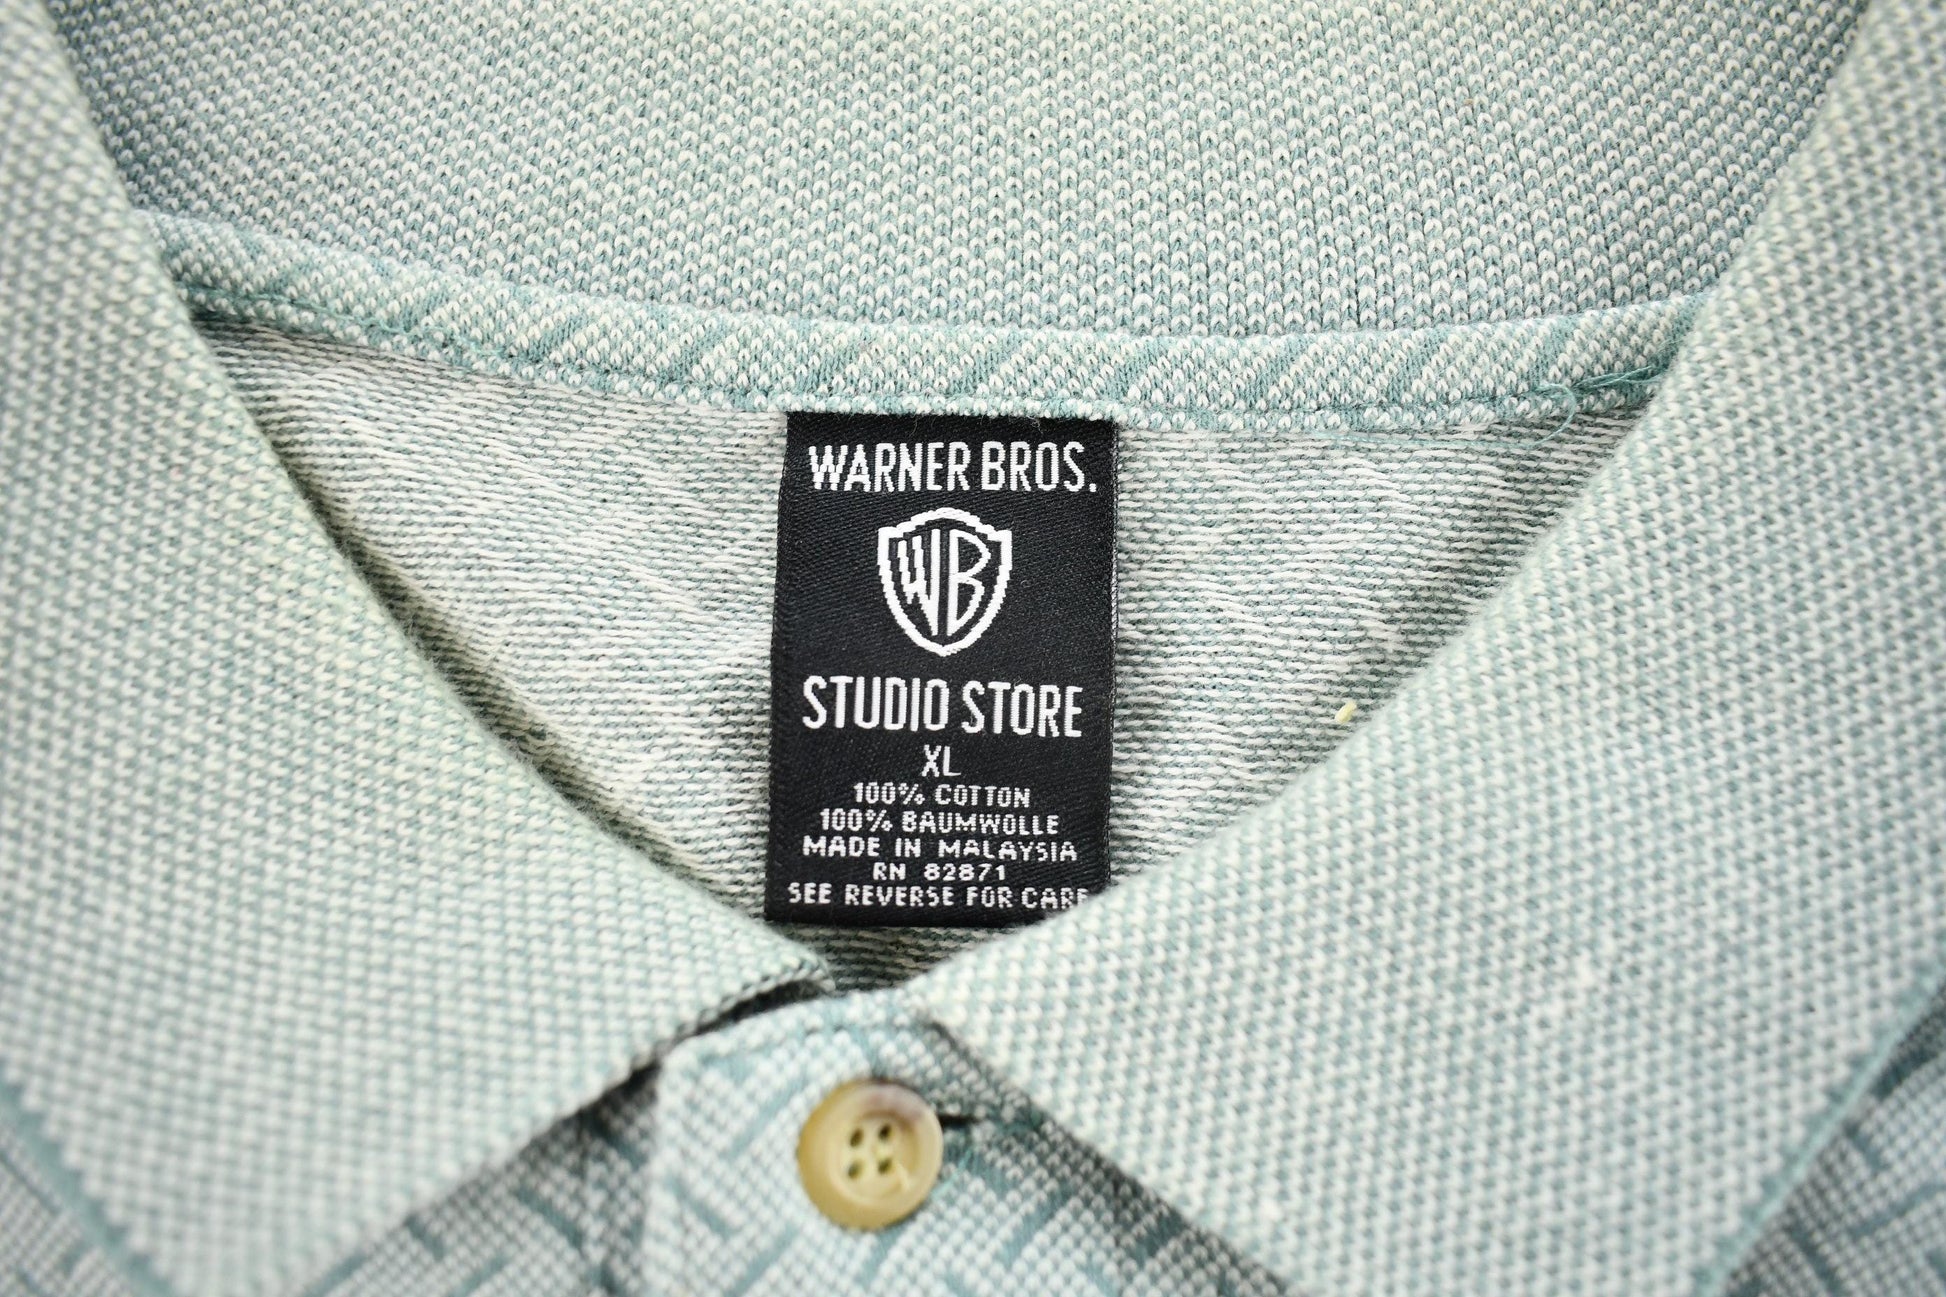 WARNER BROS.
WB
STUDIO STORE
XL
100% COTTON
100% BAUMWOLLE
MADE IN MALAYSIA
RN 82871
SEE REVERSE FOR CARE